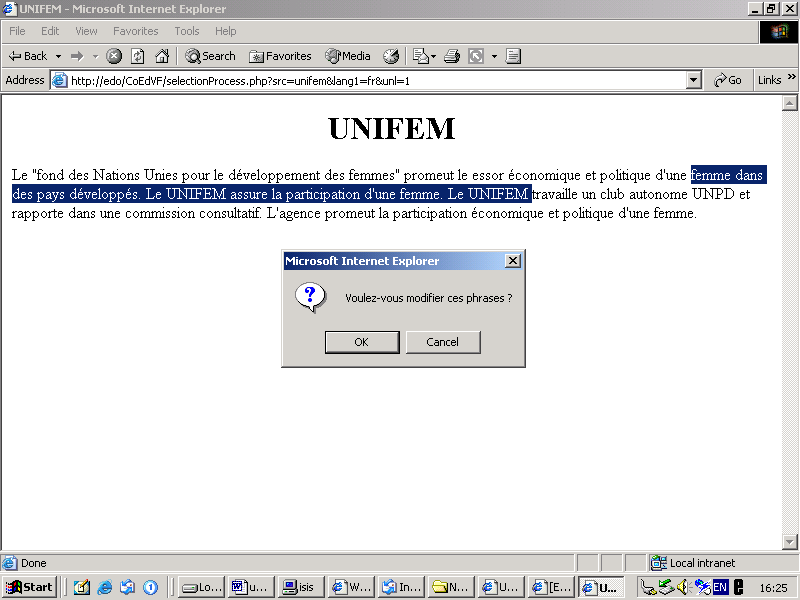 UNIFEM - Microsoft Internet Explorer
File Edit View Favorites Tools Help
Back Search Favorites Media
Address http://edo/CoEdVF/selectionProcess.php?src=unifem&lang1=fr&unl=1 Go Links »
UNIFEM
Le "fond des Nations Unies pour le développement des femmes" promeut le essor économique et politique d'une femme dans
des pays développés. Le UNIFEM assure la participation d'une femme. Le UNIFEM travaille un club autonome UNPD et
rapporte dans une commission consultatif. L'agence promeut la participation économique et politique d'une femme.
Microsoft Internet Explorer
Voulez-vous modifier ces phrases ?
OK Cancel
Done Local intranet
Start Lo... u... isis W... In... N... U... [E... U... EN 16:25